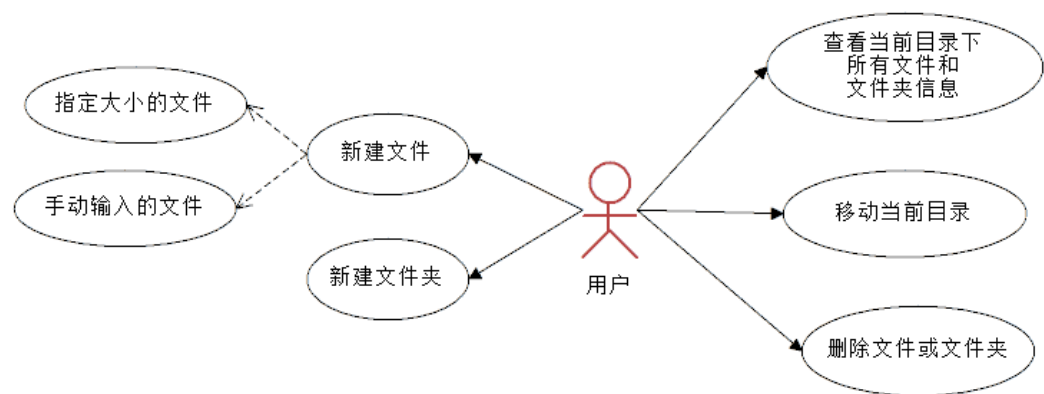 查看当前目录下
所有文件和
文件夹信息
指定大小的文件
新建文件
手动输入的文件
移动当前目录
新建文件夹
用户
删除文件或文件夹